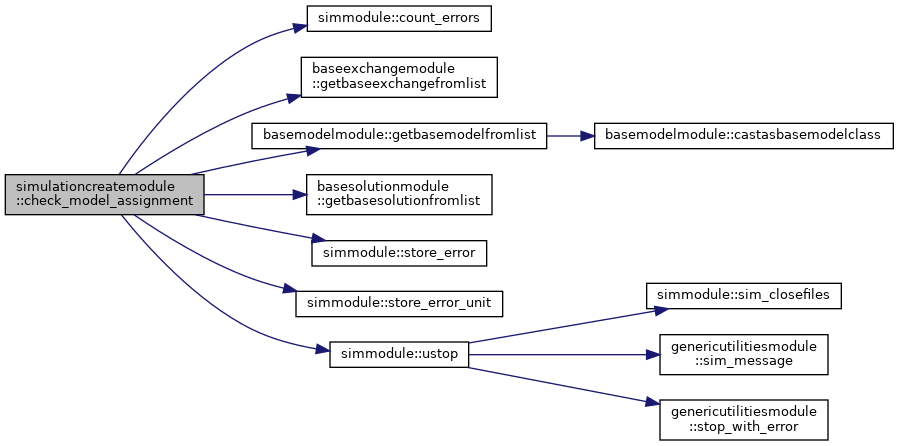 simulationcreatemodule
::check_model_assignment
simmodule::count_errors
baseexchangemodule
::getbaseexchangefromlist
basemodelmodule::getbasemodelfromlist
basemodelmodule::castasbasemodelclass
basesolutionmodule
::getbasesolutionfromlist
simmodule::store_error
simmodule::store_error_unit
simmodule::ustop
simmodule::sim_closefiles
genericutilitiesmodule
::sim_message
genericutilitiesmodule
::stop_with_error